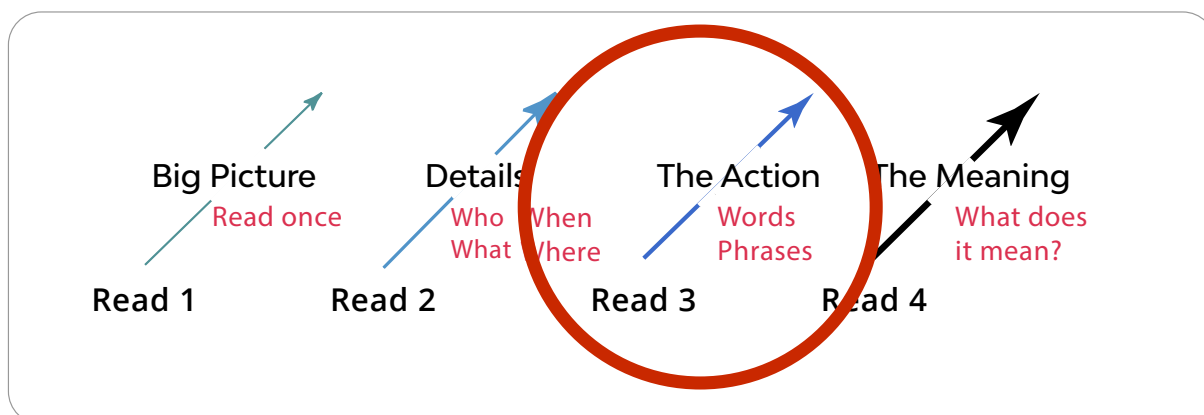 Big Picture
Read once
Read 1
Details
Who When
What Where
Read 2
The Action
Words
Phrases
Read 3
The Meaning
What does
it mean?
Read 4